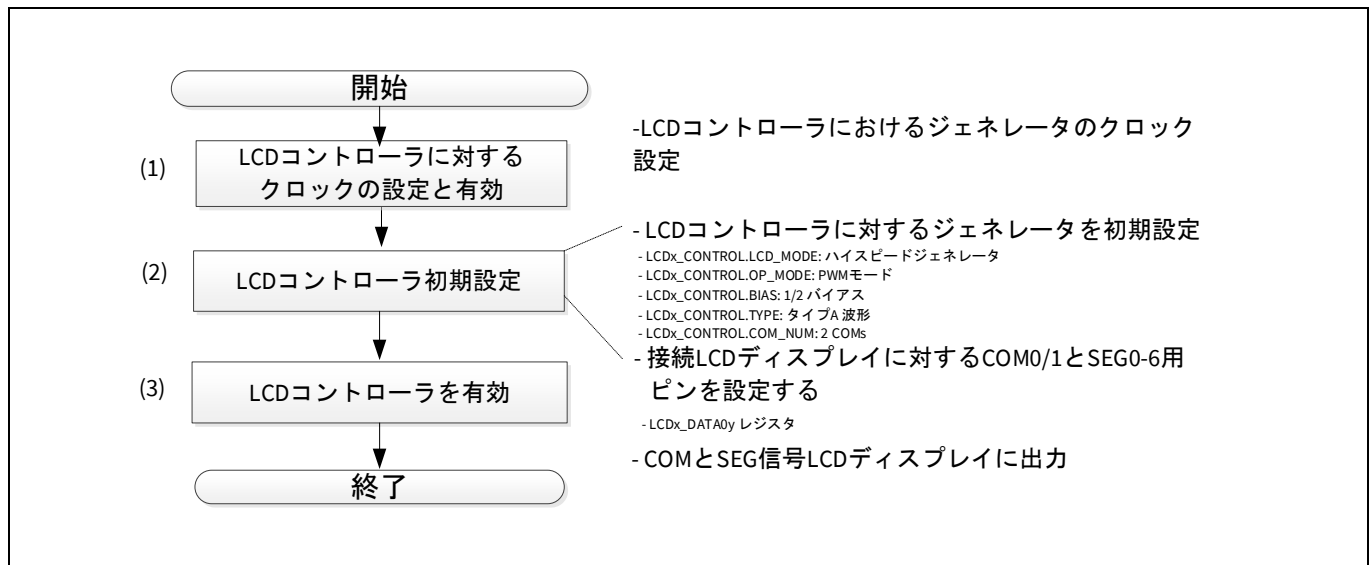 開始
(1)
LCDコントローラに対する
クロックの設定と有効
-LCDコントローラにおけるジェネレータのクロック
設定
(2)
LCDコントローラ初期設定
- LCDコントローラに対するジェネレータを初期設定
- LCDx_CONTROL.LCD_MODE: ハイスピードジェネレータ
- LCDx_CONTROL.OP_MODE: PWMモード
- LCDx_CONTROL.BIAS: 1/2 バイアス
- LCDx_CONTROL.TYPE: タイプA 波形
- LCDx_CONTROL.COM_NUM: 2 COMs
- 接続LCDディスプレイに対するCOM0/1とSEG0-6用
ピンを設定する
- LCDx_DATA0y レジスタ
(3)
LCDコントローラを有効
- COMとSEG信号LCDディスプレイに出力
終了